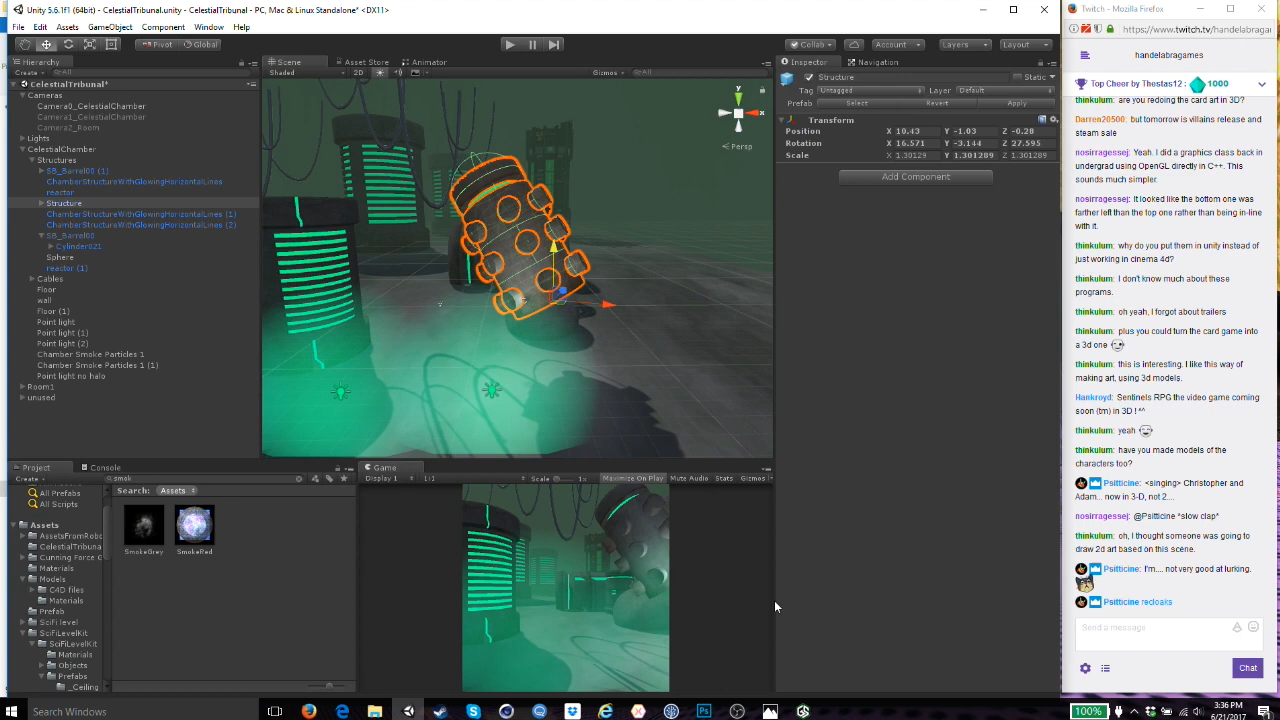 Unity 5.6.1f1 (64bit) - CelestialTribunal.unity - CelestialTribunal - PC, Mac & Linux Standalone* <DX11>
File Edit Assets GameObject Component Window Help
Pivot Global
Collab Account Layers Layout
Hierarchy
Create All
CelestialTribunal*
Cameras
Camera0_CelestialChamber
Camera1_CelestialChamber
Camera2_Room
Lights
CelestialChamber
Structures
SB_Barrel00 (1)
ChamberStructureWithGlowingHorizontalLines
reactor
Structure
ChamberStructureWithGlowingHorizontalLines (1)
ChamberStructureWithGlowingHorizontalLines (2)
SB_Barrel00
Cylinder021
Sphere
reactor (1)
Cables
Floor
wall
Floor (1)
Point light
Point light (1)
Point light (2)
Chamber Smoke Particles 1
Chamber Smoke Particles 1 (1)
Point light no halo
Room1
unused
Scene Asset Store Animator
Shaded 2D Gizmos All
y
x
Persp
Inspector Navigation
Structure Static
Tag Untagged Layer Default
Prefab Select Revert Apply
Transform
Position X 10.43 Y -1.03 Z -0.28
Rotation X 16.571 Y -3.144 Z 27.595
Scale X 1.30129 Y 1.301289 Z 1.301289
Add Component
Project Console
Create smok
All Prefabs
All Scripts
Assets
AssetsFromRobo
CelestialTribuna
Cunning Force G
Materials
Models
C4D files
Materials
Prefab
SciFi level
SciFiLevelKit
SciFiLevelKit
Materials
Objects
Prefabs
_Ceiling
Search: Assets
SmokeGrey SmokeRed
Game
Display 1 1:1 Scale 1x Maximize On Play Mute Audio Stats Gizmos
Twitch - Mozilla Firefox
https://www.twitch.tv/handelabragam
handelabragames
Top Cheer by Thestas12 : 1000
thinkulum: are you redoing the card art in 3D?
Darren20500: but tomorrow is villains release and
steam sale
nosirragessej: Yeah. I did a graphics class back in
undergrad using OpenGL directly in C++. This
sounds much simpler.
nosirragessej: It looked like the bottom one was
farther left than the top one rather than being in-line
with it.
thinkulum: why do you put them in unity instead of
just working in cinema 4d?
thinkulum: I don't know much about these
programs.
thinkulum: oh yeah, I forgot about trailers
thinkulum: plus you could turn the card game into
a 3d one
thinkulum: this is interesting. I like this way of
making art, using 3d models.
Hankroyd: Sentinels RPG the video game coming
soon (tm) in 3D ! ^^
thinkulum: yeah
thinkulum: have you made models of the
characters too?
Psitticine: <singing> Christopher and
Adam... now in 3-D, not 2....
nosirragessej: @Psitticine *slow clap*
thinkulum: oh, I thought someone was going to
draw 2d art based on this scene.
Psitticine: I'm.... not very good at lurking.
Psitticine recloaks
Send a message
Chat
Search Windows
100%
3:36 PM